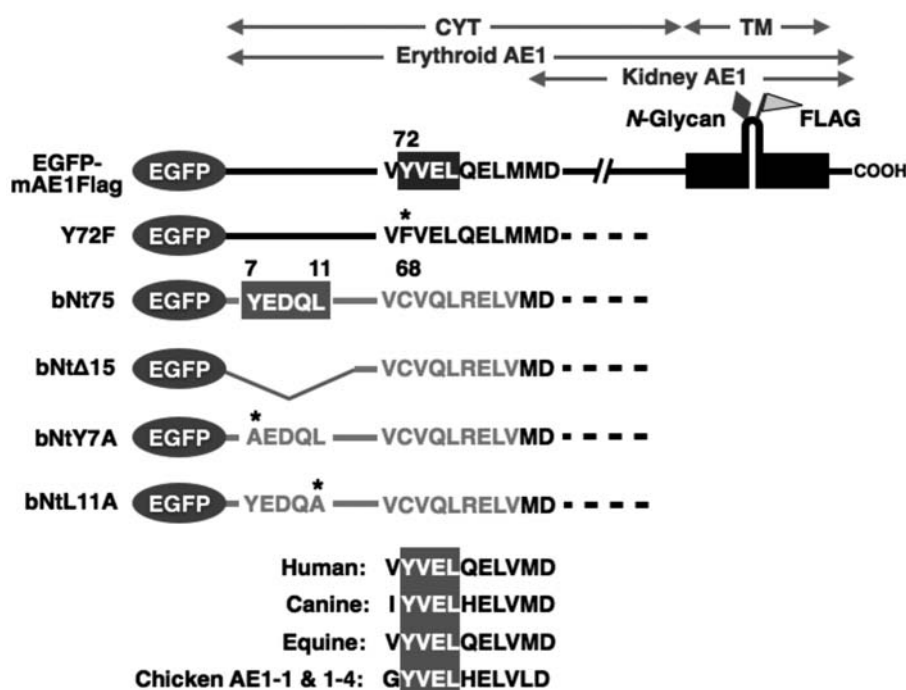 CYT TM
Erythroid AE1
Kidney AE1
N-Glycan FLAG
72
EGFP-
mAE1Flag EGFP VYVELQELMMD // COOH
*
Y72F EGFP VFVELQELMMD
7 11 68
bNt75 EGFP YEDQL VCVQLRELVMD
bNtΔ15 EGFP VCVQLRELVMD
*
bNtY7A EGFP AEDQL VCVQLRELVMD
*
bNtL11A EGFP YEDQA VCVQLRELVMD
Human: VYVELQELVMD
Canine: IYVELHELVMD
Equine: VYVELQELVMD
Chicken AE1-1 & 1-4: GYVELHELVLD